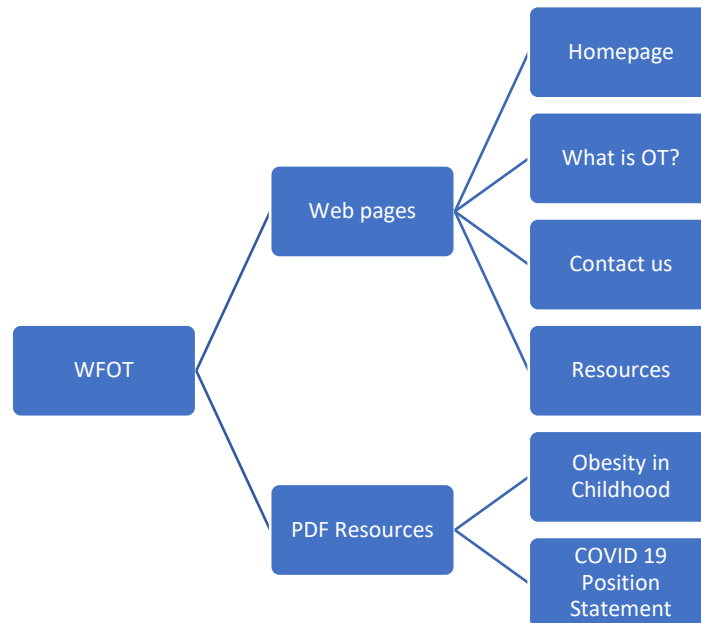 Homepage
What is OT?
Web pages
Contact us
WFOT
Resources
Obesity in
Childhood
PDF Resources
COVID 19
Position
Statement